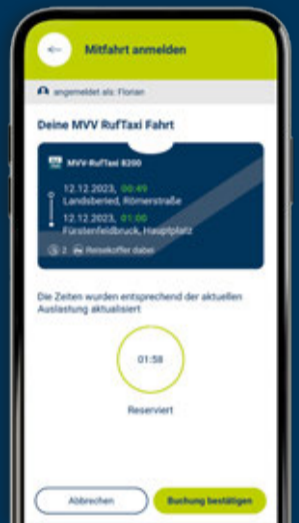 Mitfahrt anmelden
angemeldet als: Florian
Deine MVV RufTaxi Fahrt
MVV-RufTaxi 8200
12.12.2023, 00:49
Landsberied, Römerstraße
12.12.2023, 01:00
Fürstenfeldbruck, Hauptplatz
2 Reisekoffer dabei
Die Zeiten wurden entsprechend der aktuellen
Auslastung aktualisiert
01:58
Reserviert
Abbrechen Buchung bestätigen